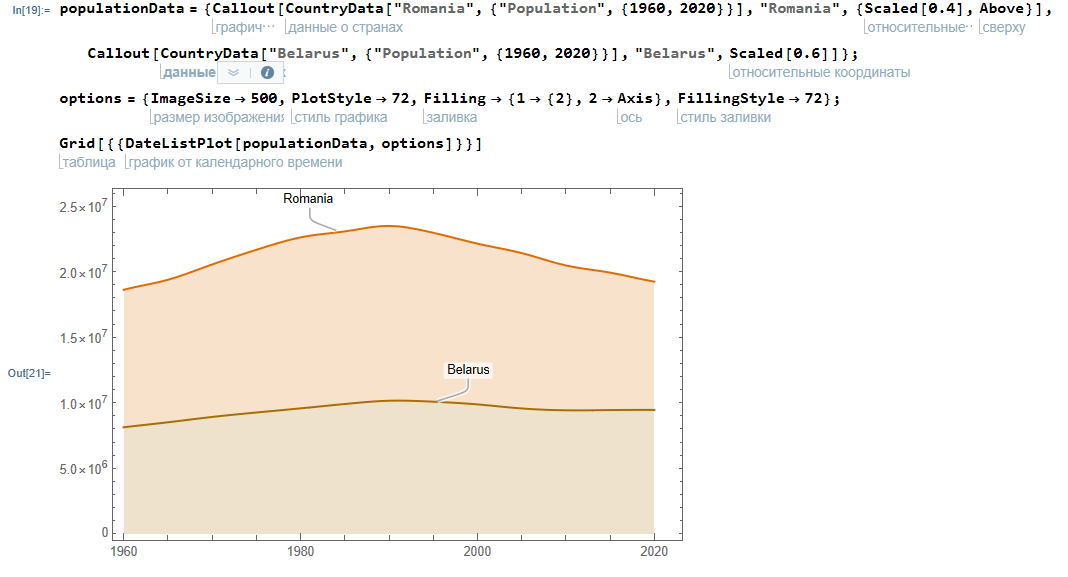 In[19]:= populationData = {Callout[CountryData["Romania", {"Population", {1960, 2020}}], "Romania", {Scaled[0.4], Above}],
графич⋯ данные о странах относительные⋯ сверху
Callout[CountryData["Belarus", {"Population", {1960, 2020}}], "Belarus", Scaled[0.6]]};
данные относительные координаты
options = {ImageSize → 500, PlotStyle → 72, Filling → {1 → {2}, 2 → Axis}, FillingStyle → 72};
размер изображения стиль графика заливка ось стиль заливки
Grid[{{DateListPlot[populationData, options]}}]
таблица график от календарного времени
Romania
2.5×10^7
2.0×10^7
1.5×10^7
Belarus
Out[21]=
1.0×10^7
5.0×10^6
0
1960 1980 2000 2020